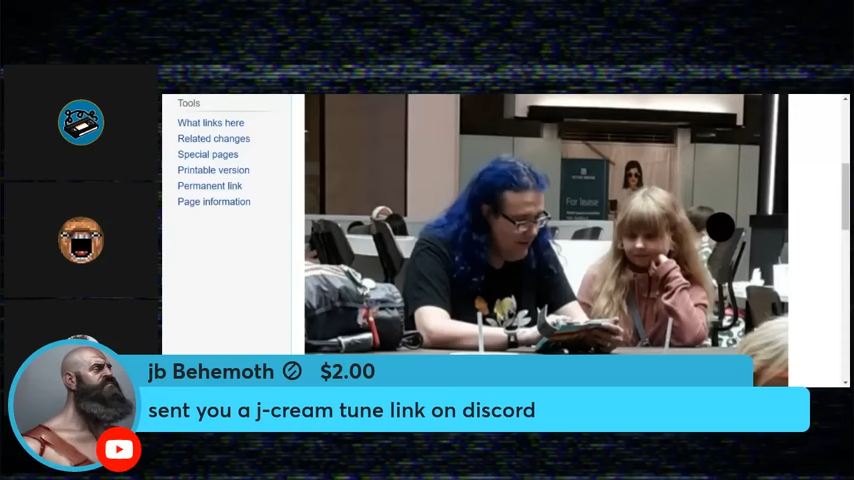 Tools
What links here
Related changes
Special pages
Printable version
Permanent link
Page information
For lease
jb Behemoth $2.00
sent you a j-cream tune link on discord